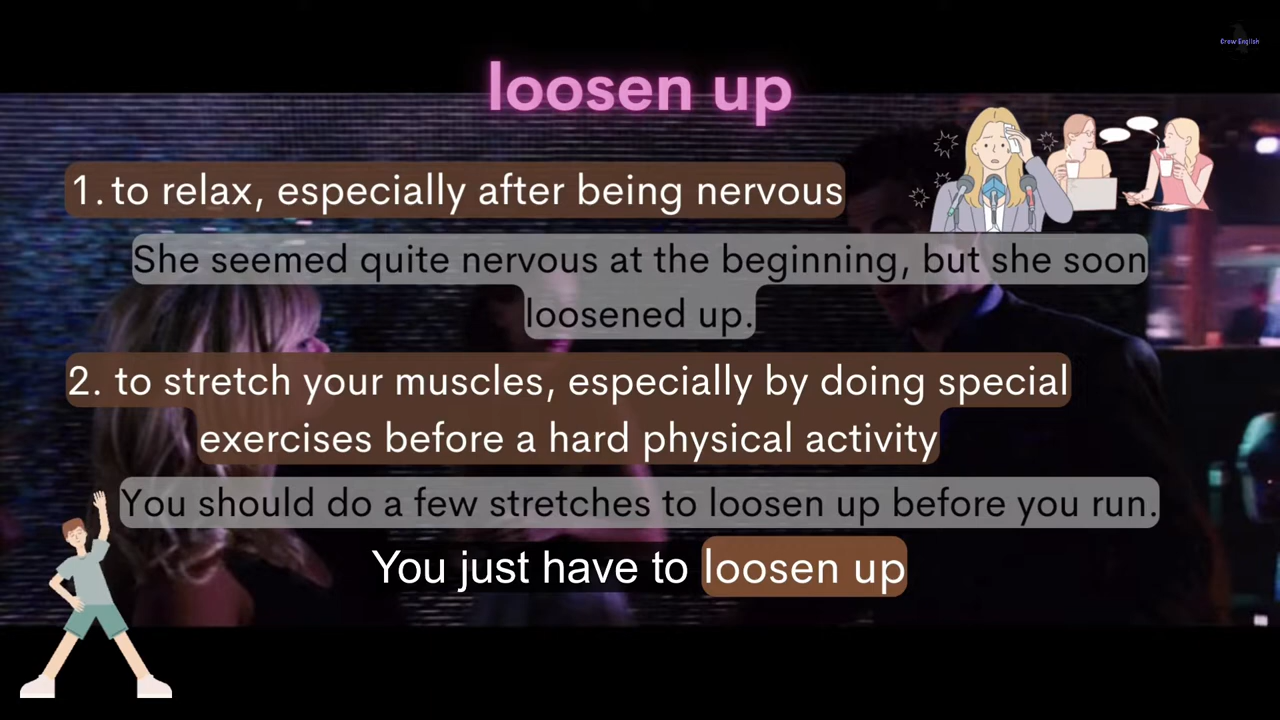 Crow English
loosen up
1. to relax, especially after being nervous
She seemed quite nervous at the beginning, but she soon
loosened up.
2. to stretch your muscles, especially by doing special
exercises before a hard physical activity
You should do a few stretches to loosen up before you run.
You just have to loosen up